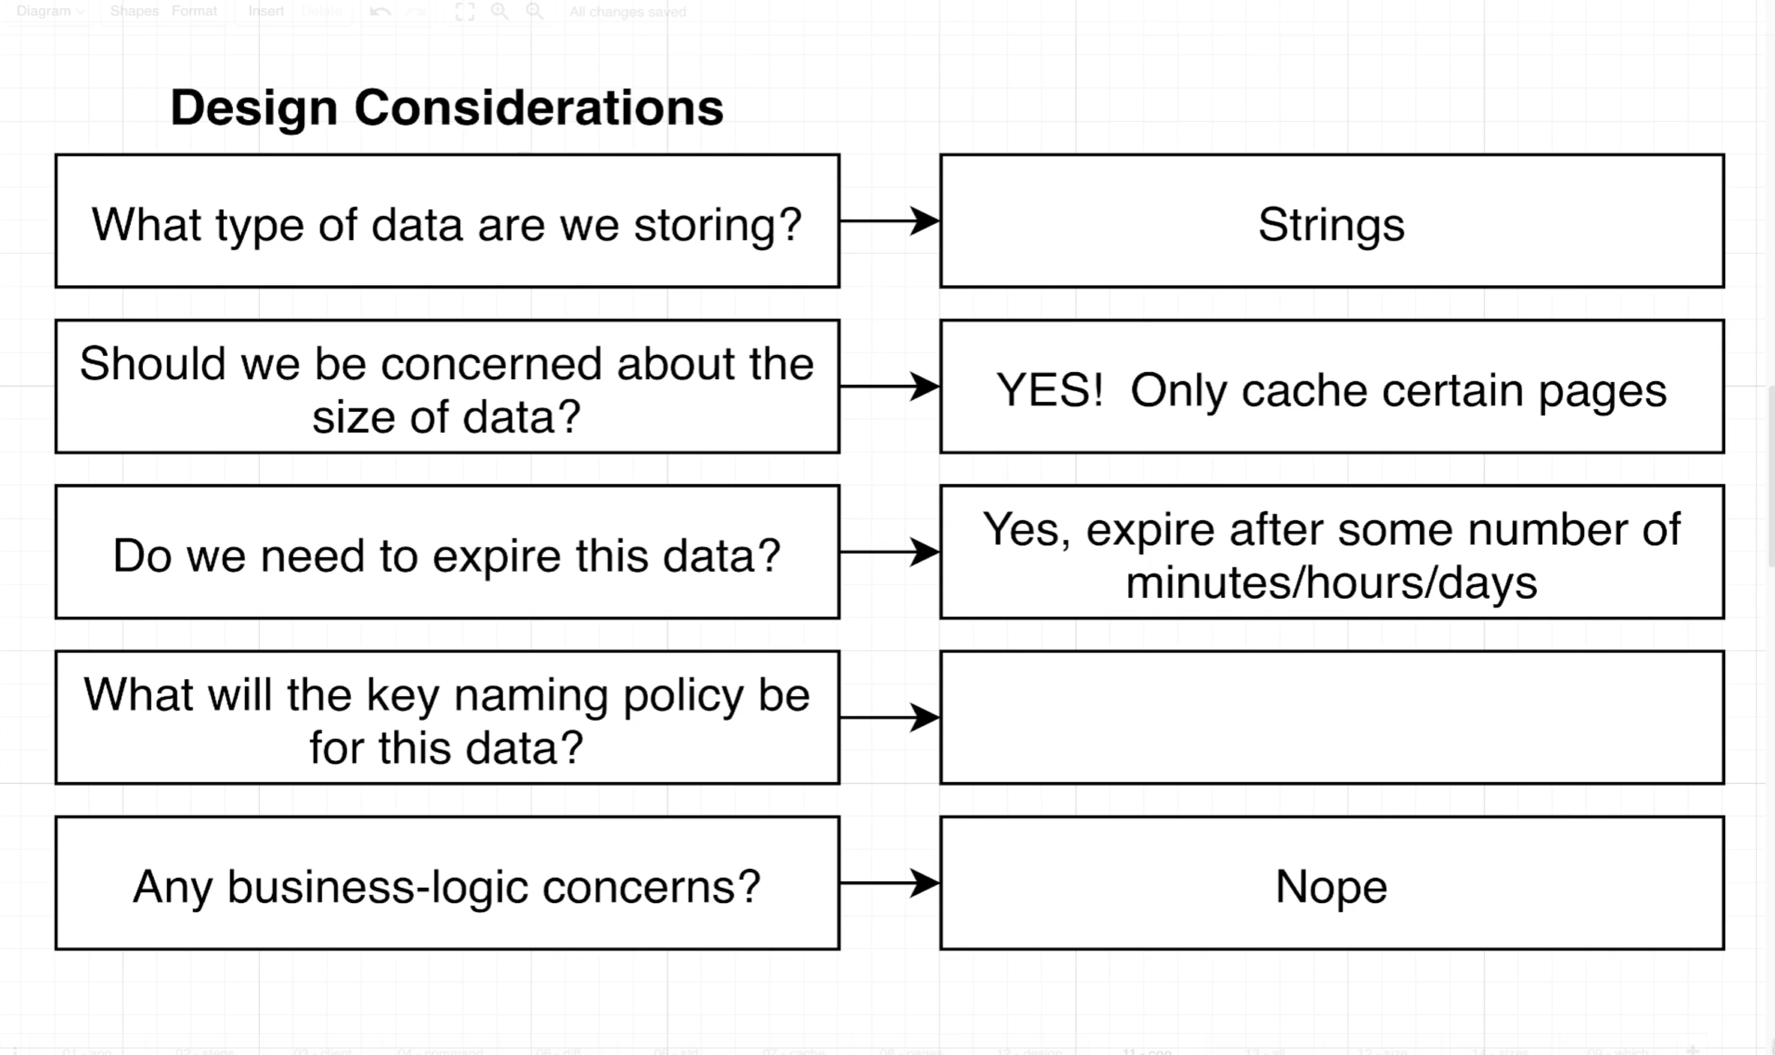 Diagram Shapes Format Insert Delete All changes saved
Design Considerations
What type of data are we storing?
Strings
Should we be concerned about the
size of data?
YES!  Only cache certain pages
Do we need to expire this data?
Yes, expire after some number of
minutes/hours/days
What will the key naming policy be
for this data?
Any business-logic concerns?
Nope